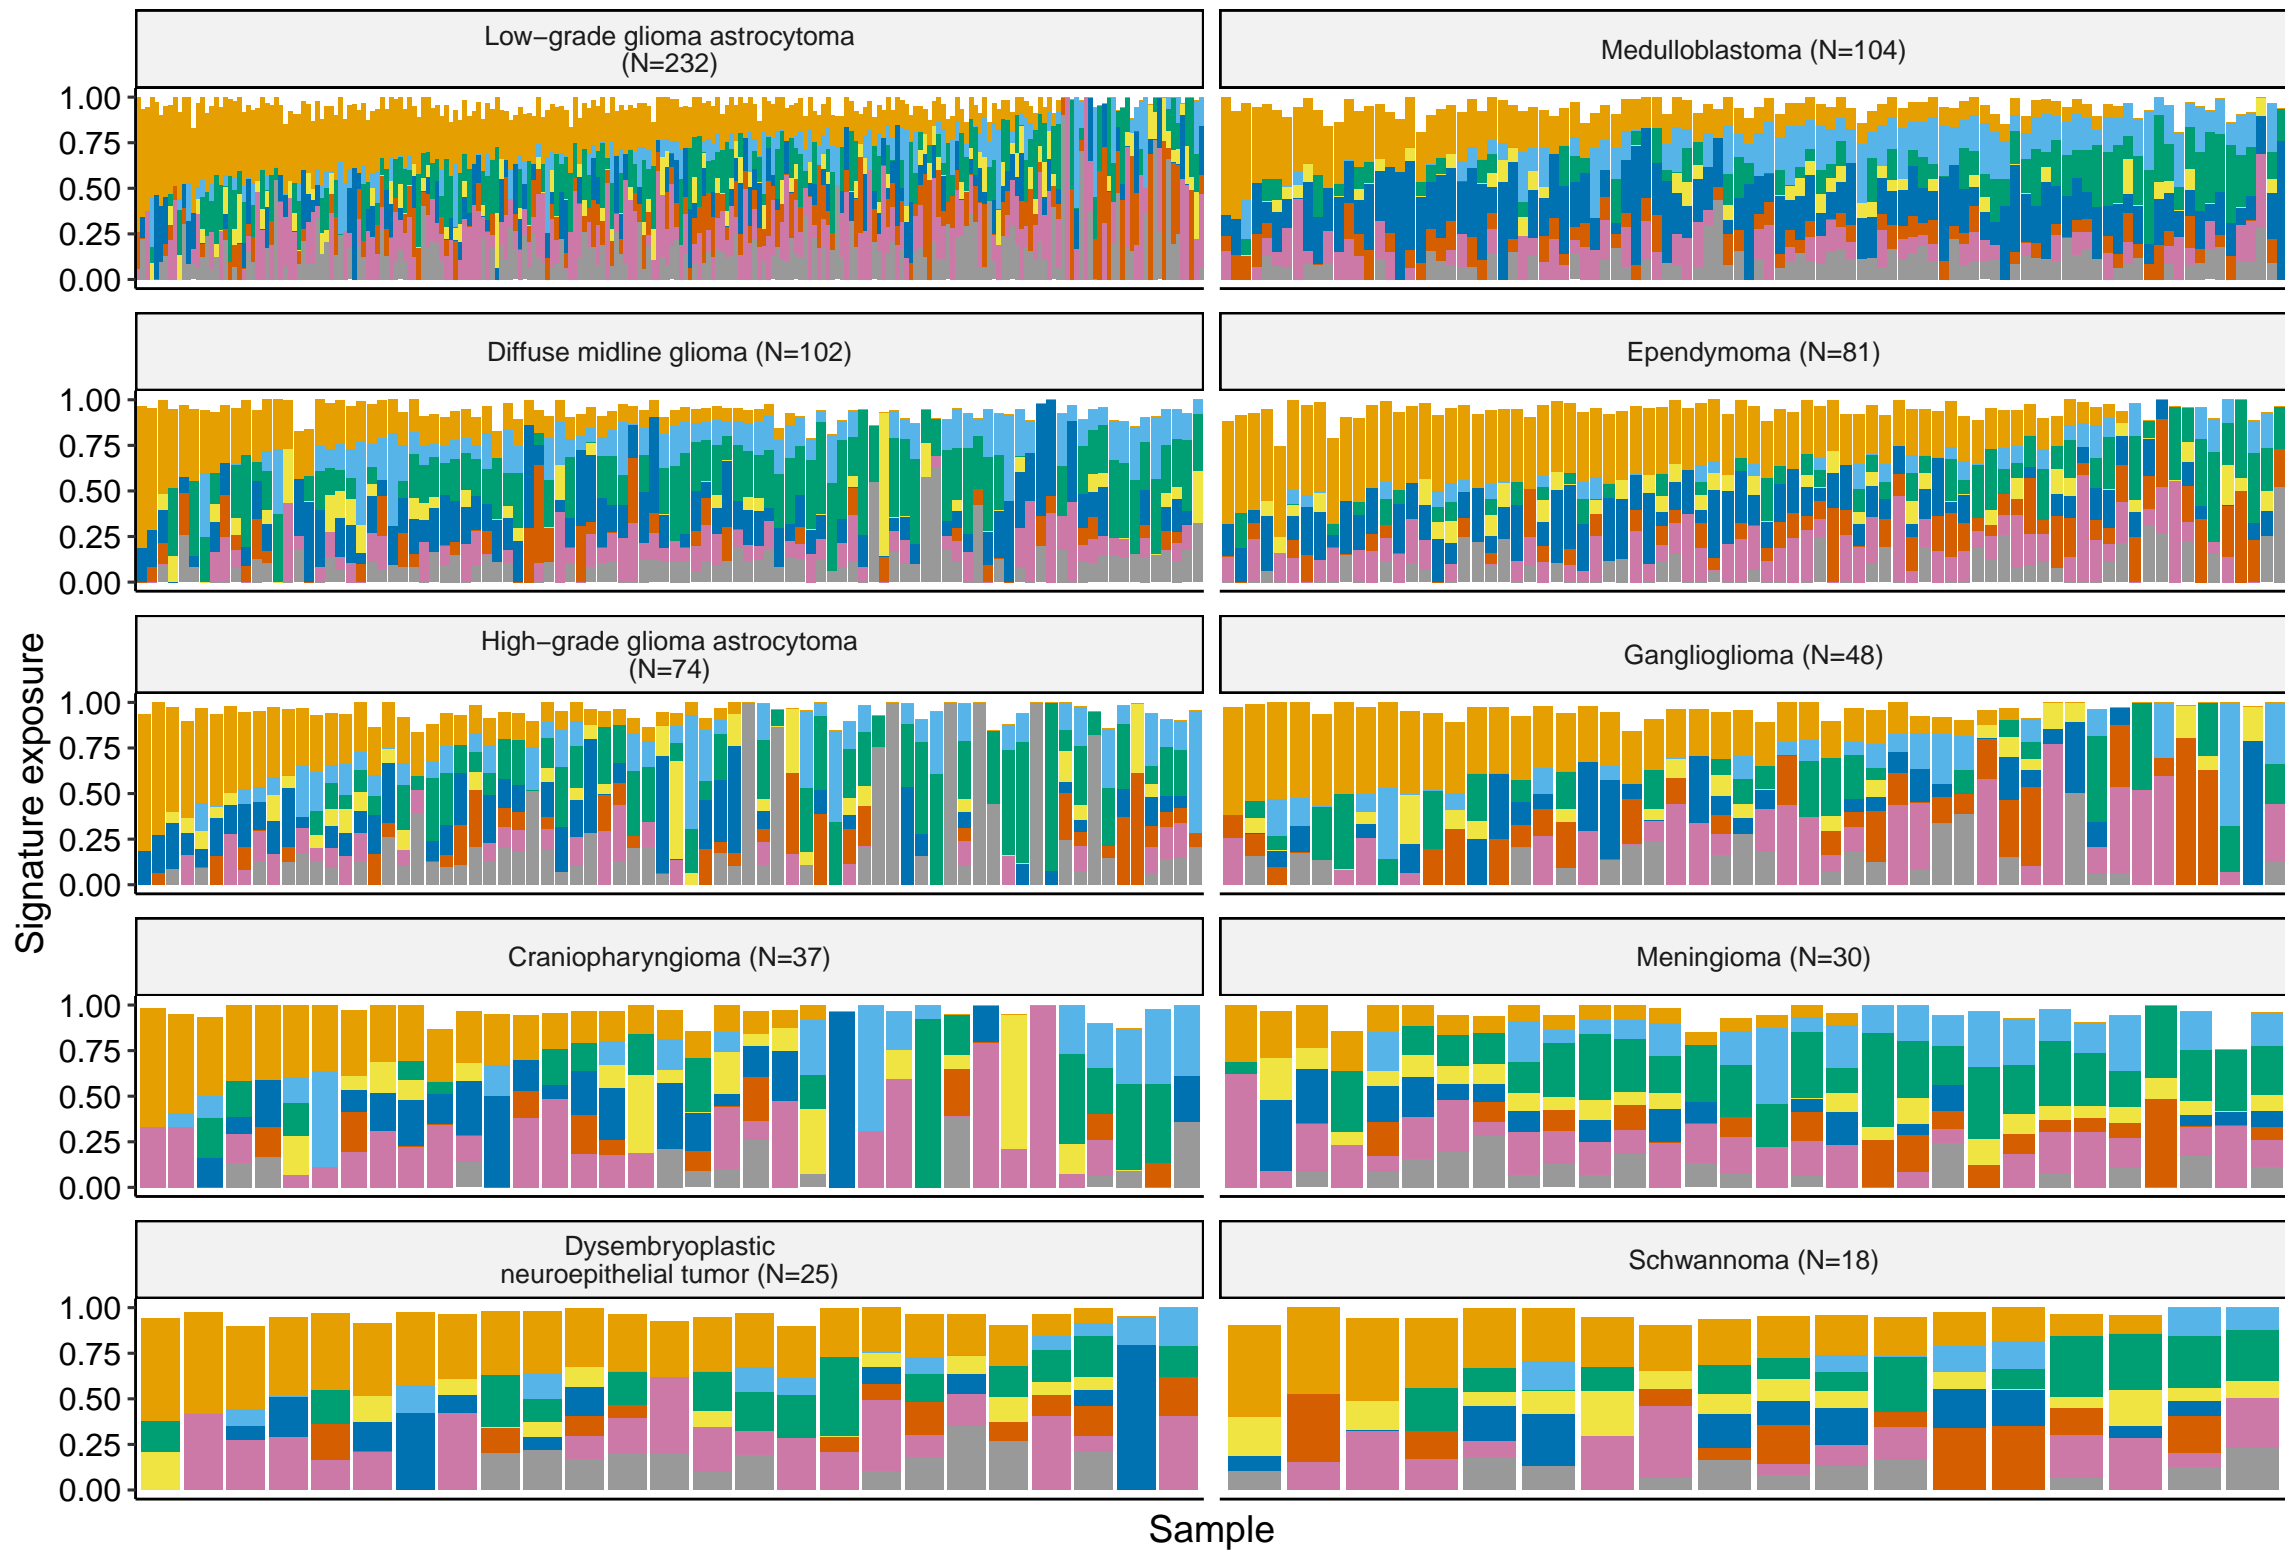 Low−grade glioma astrocytoma
(N=232)
Medulloblastoma (N=104)
1.00
0.75
0.50
0.25
0.00
Diffuse midline glioma (N=102)
Ependymoma (N=81)
1.00
0.75
0.50
0.25
0.00
High−grade glioma astrocytoma
(N=74)
Ganglioglioma (N=48)
1.00
0.75
0.50
0.25
0.00
Signature exposure
Craniopharyngioma (N=37)
Meningioma (N=30)
1.00
0.75
0.50
0.25
0.00
Dysembryoplastic
neuroepithelial tumor (N=25)
Schwannoma (N=18)
1.00
0.75
0.50
0.25
0.00
Sample